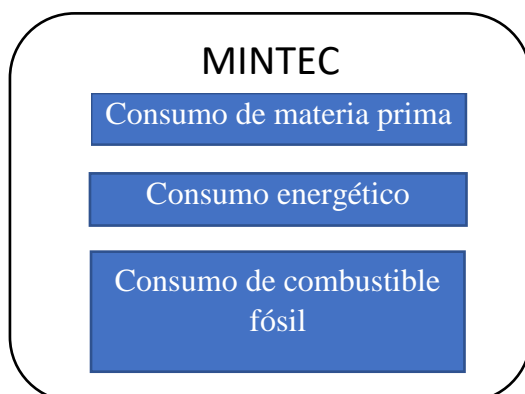 MINTEC
Consumo de materia prima
Consumo energético
Consumo de combustible
fósil